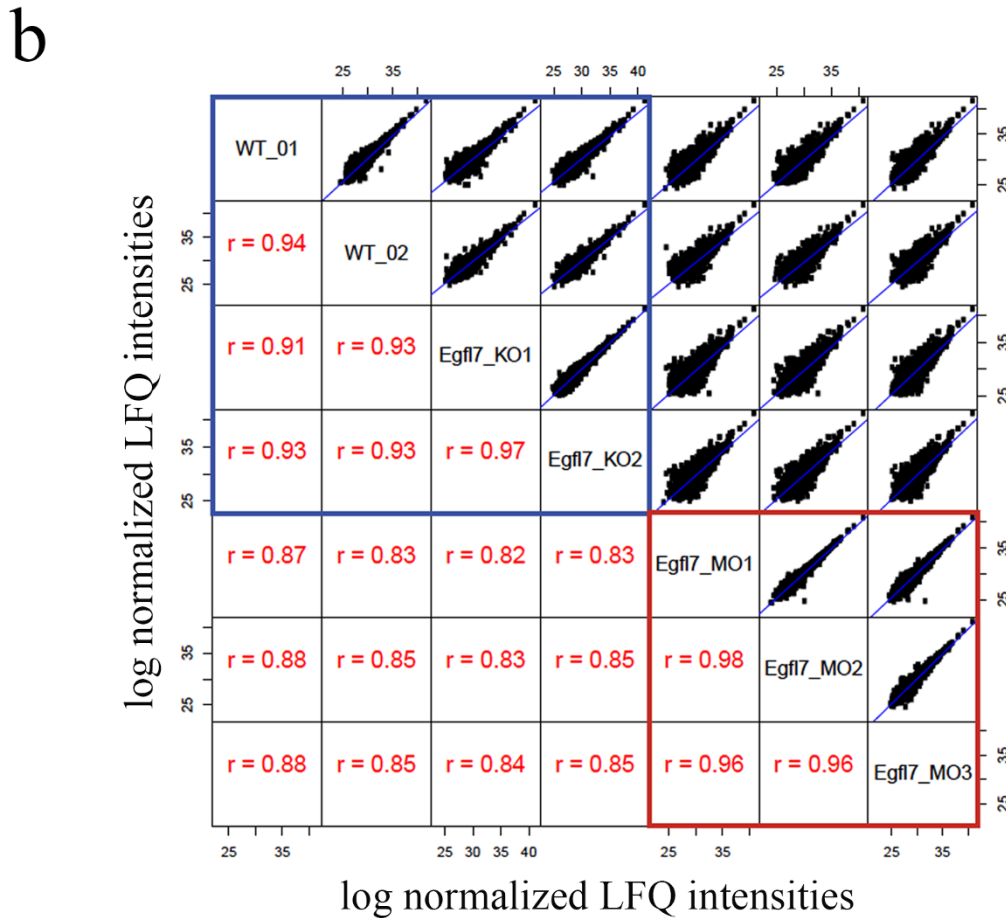 b
25 35
25 30 35 40
25 35
log normalized LFQ intensities
WT_01
25 35
35
25
r = 0.94
WT_02
r = 0.91
r = 0.93
Egfl7_KO1
25 35
35
25
r = 0.93
r = 0.93
r = 0.97
Egfl7_KO2
r = 0.87
r = 0.83
r = 0.82
r = 0.83
Egfl7_MO1
25 35
35
25
r = 0.88
r = 0.85
r = 0.83
r = 0.85
r = 0.98
Egfl7_MO2
r = 0.88
r = 0.85
r = 0.84
r = 0.85
r = 0.96
r = 0.96
Egfl7_MO3
25 35
25 35
25 30 35 40
25 35
log normalized LFQ intensities